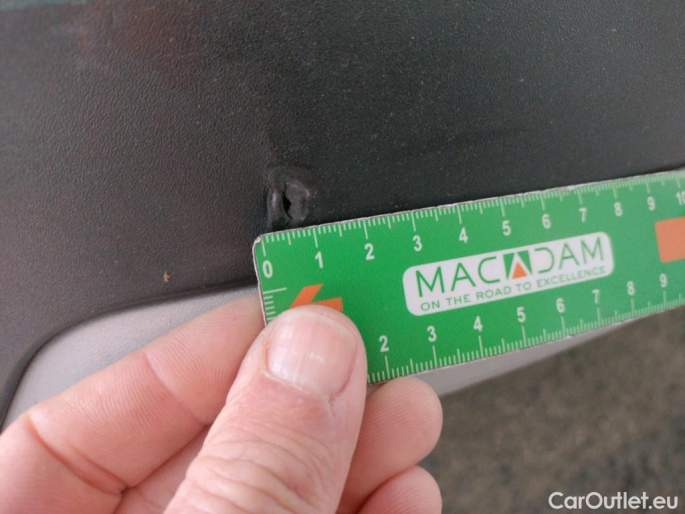 0 1 2 3 4 5 6 7 8 9 10
MACADAM
ON THE ROAD TO EXCELLENCE
2 3 4 5 6 7 8 9
CarOutlet.eu